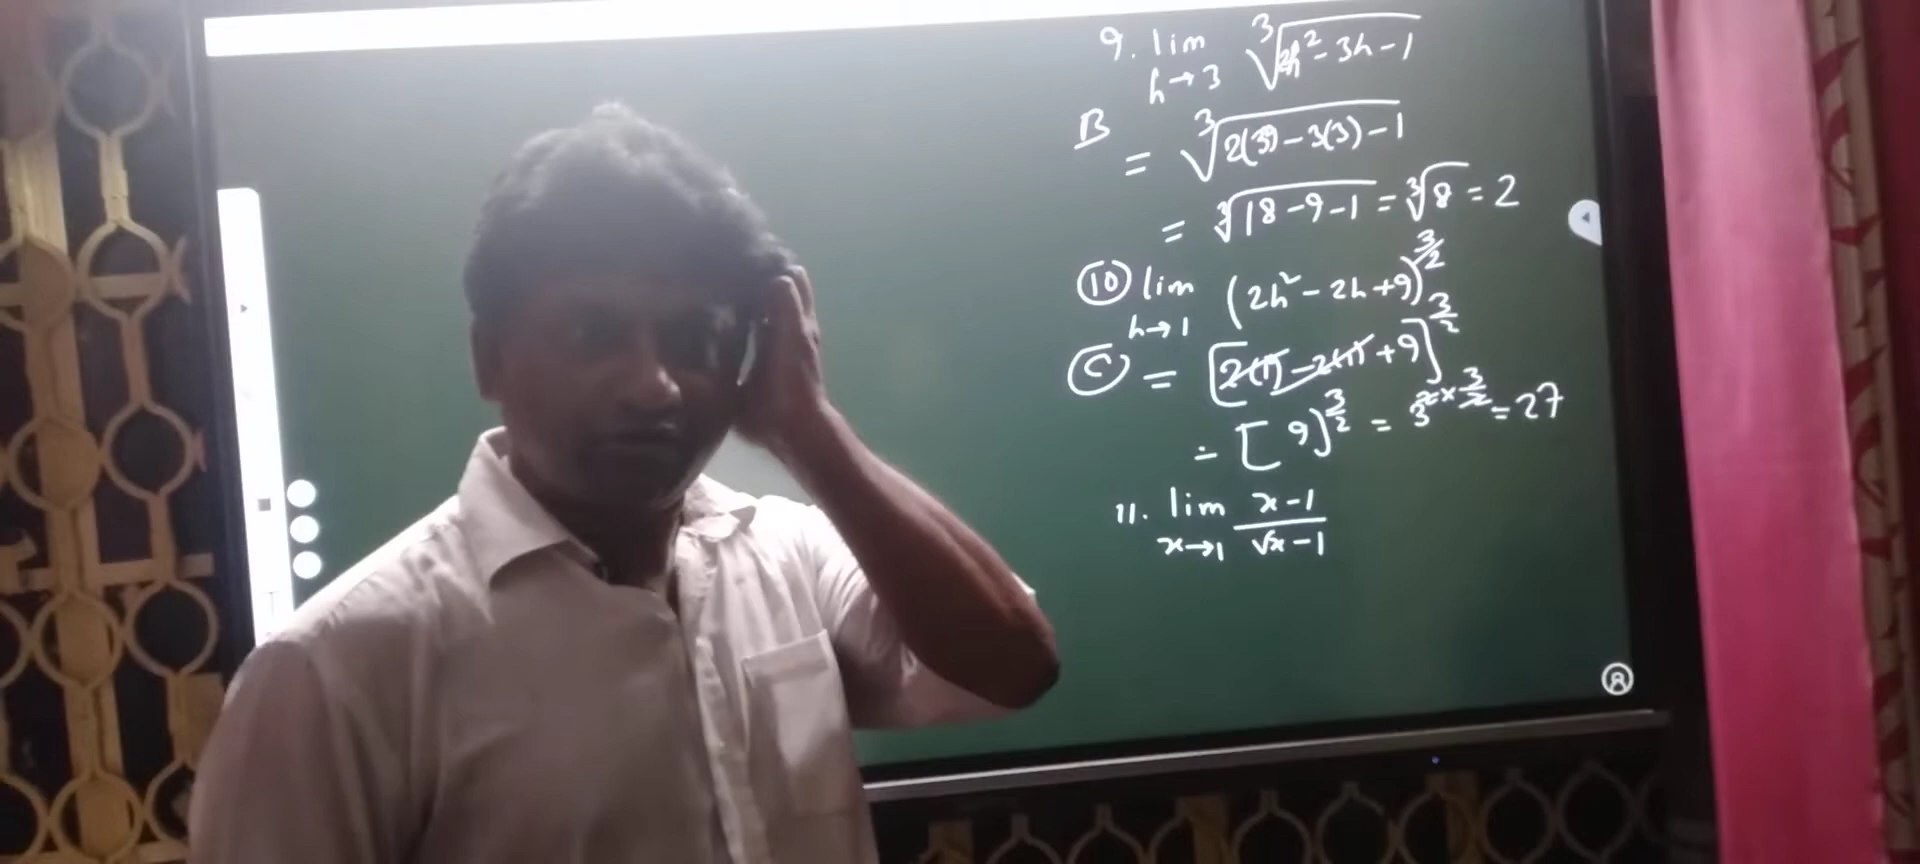 9. lim ∛(2h² - 3h - 1)
h→3
B
= ∛(2(3²) - 3(3) - 1)
= ∛(18 - 9 - 1) = ∛8 = 2
⑩ lim (2h² - 2h + 9)^(3/2)
h→1
Ⓒ = [2(1) - 2(1) + 9]^(3/2)
= [9]^(3/2) = 3^(2×3/2) = 27
11. lim (x-1)/(√x-1)
x→1